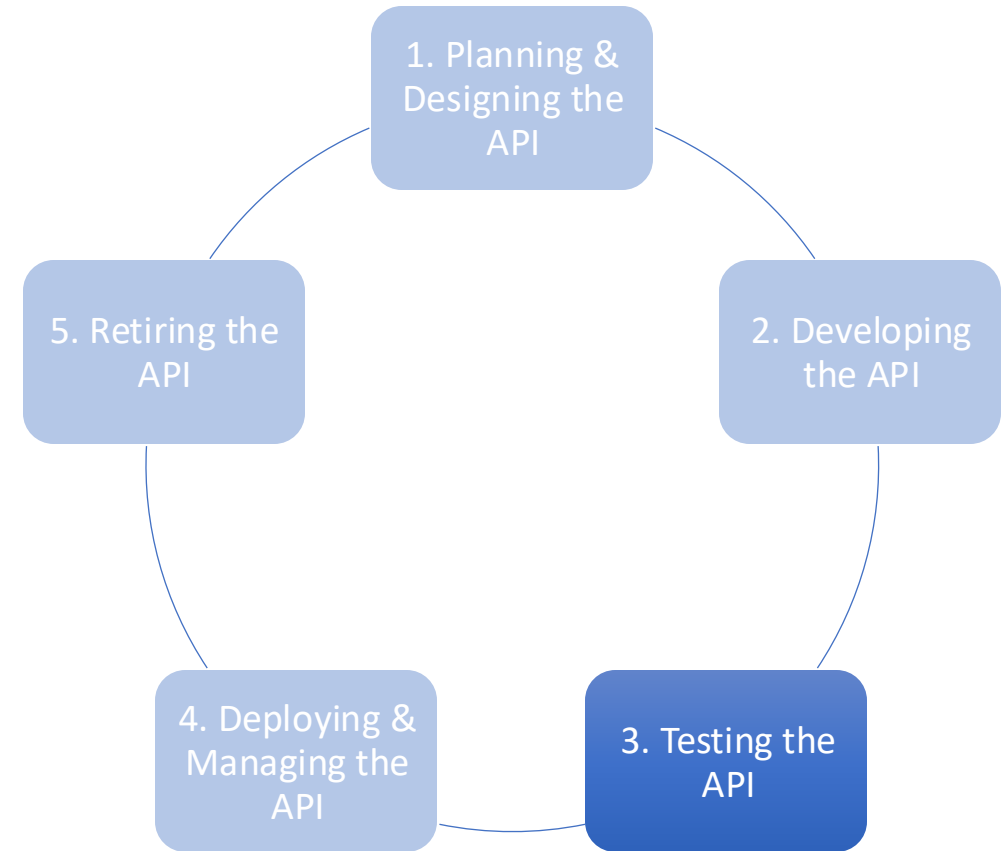 1. Planning &
Designing the
API
2. Developing
the API
3. Testing the
API
4. Deploying &
Managing the
API
5. Retiring the
API